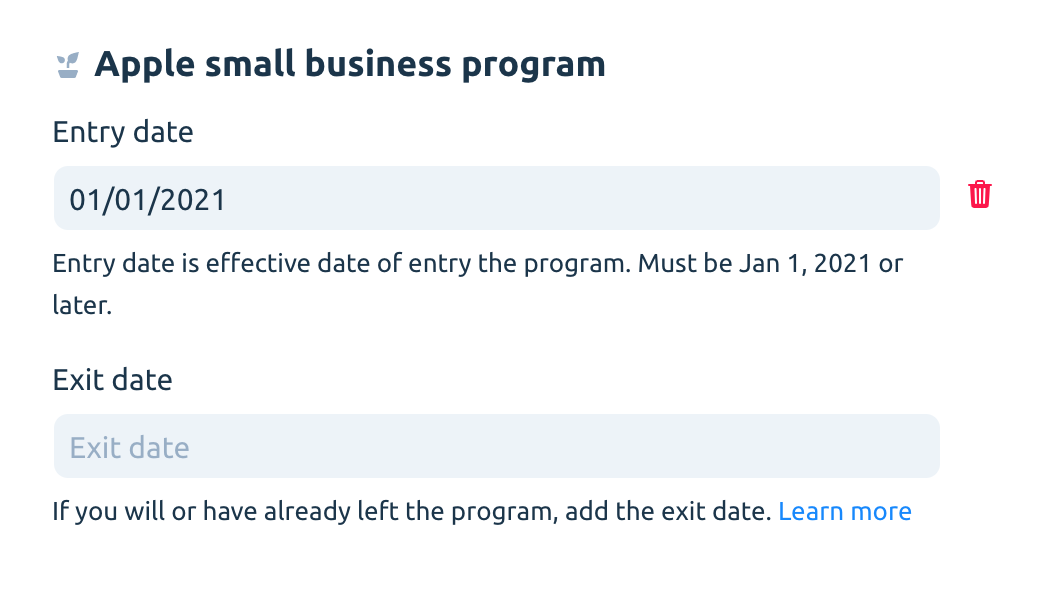 Apple small business program
Entry date
01/01/2021
Entry date is effective date of entry the program. Must be Jan 1, 2021 or
later.
Exit date
Exit date
If you will or have already left the program, add the exit date. Learn more